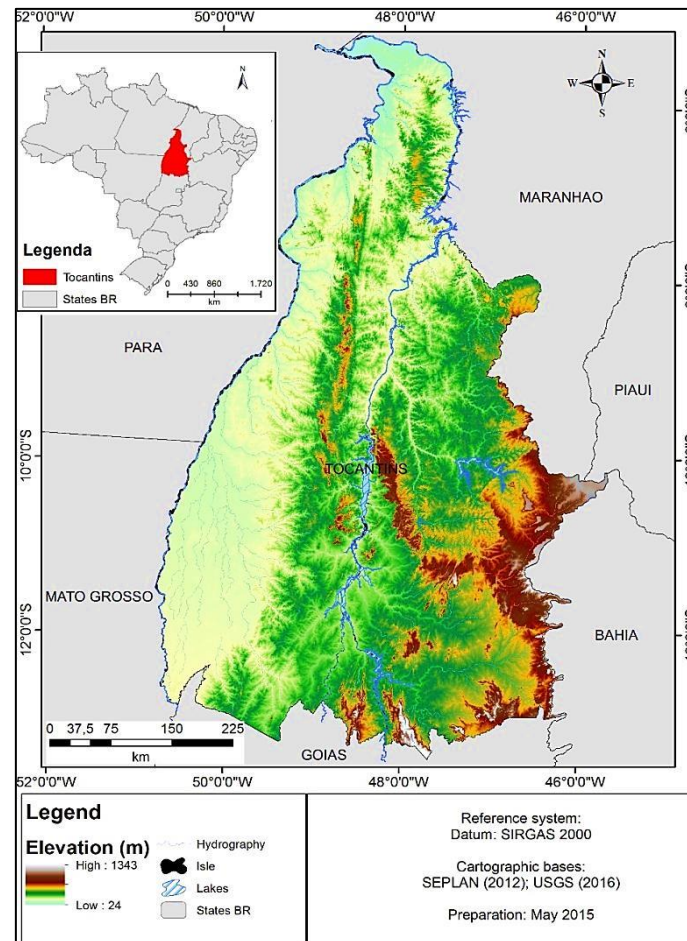 52°0'0"W
50°0'0"W
48°0'0"W
46°0'0"W
N
W
E
S
N
Legenda
Tocantins
States BR
0 430 860 1.720
km
MARANHAO
PARA
PIAUI
10°0'0"S
TOCANTINS
MATO GROSSO
12°0'0"S
BAHIA
0 37,5 75 150 225
km
GOIAS
52°0'0"W
50°0'0"W
48°0'0"W
46°0'0"W
Legend
Elevation (m)
High : 1343
Low : 24
Hydrography
Isle
Lakes
States BR
Reference system:
Datum: SIRGAS 2000
Cartographic bases:
SEPLAN (2012); USGS (2016)
Preparation: May 2015